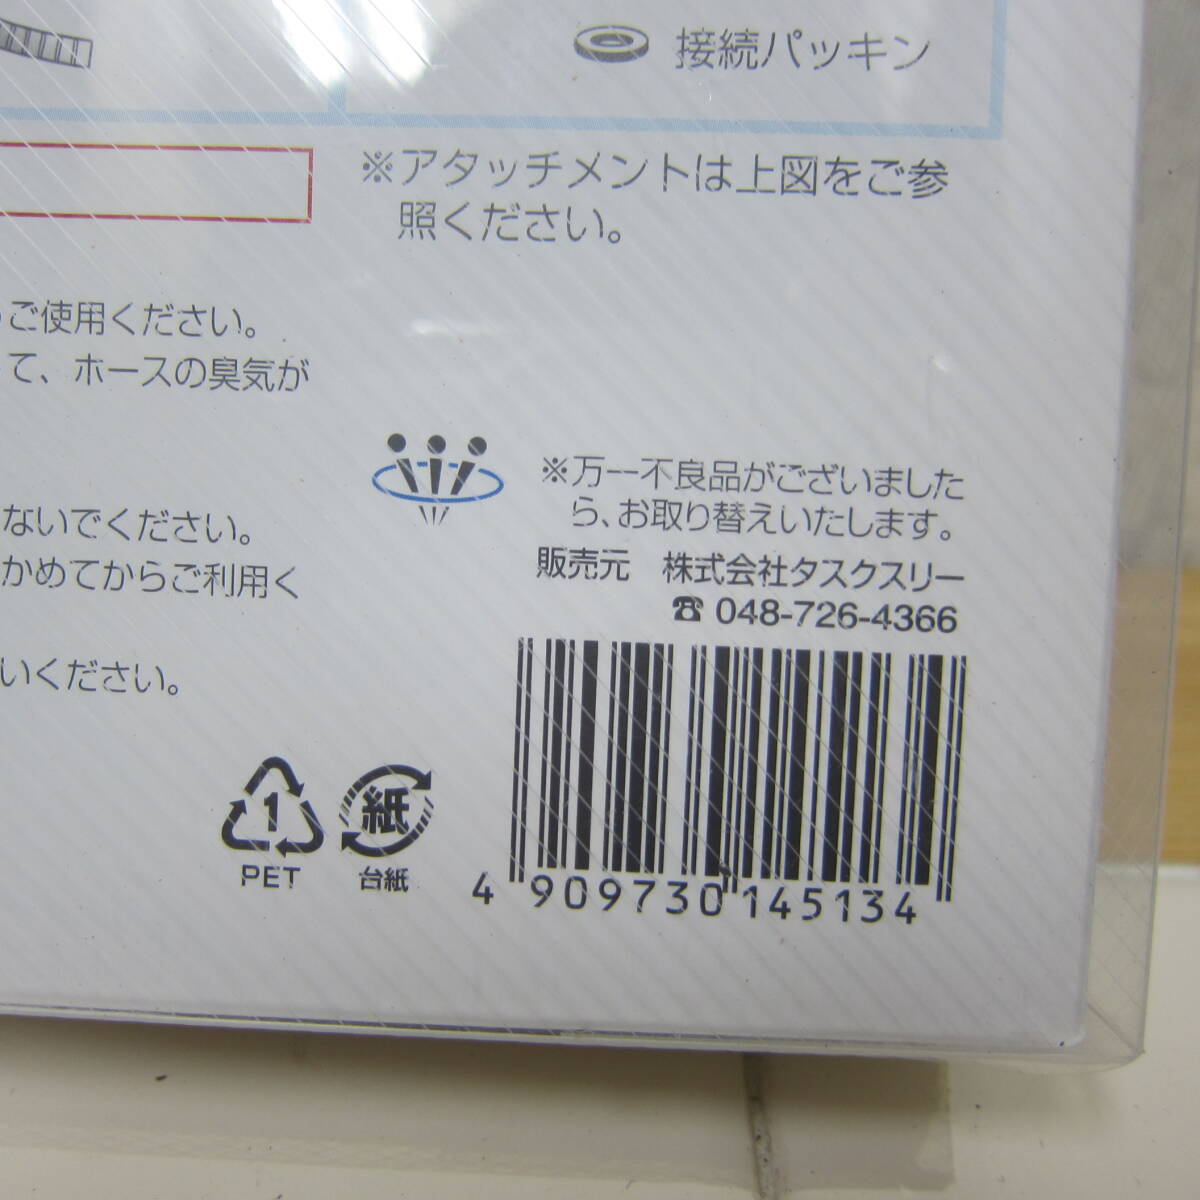 接続パッキン
※アタッチメントは上図をご参
照ください。
ご使用ください。
て、ホースの臭気が
ないでください。
かめてからご利用く
いください。
※万一不良品がございました
ら、お取り替えいたします。
販売元　株式会社タスクスリー
☎ 048-726-4366
1
PET
紙
台紙
4 909730 145134